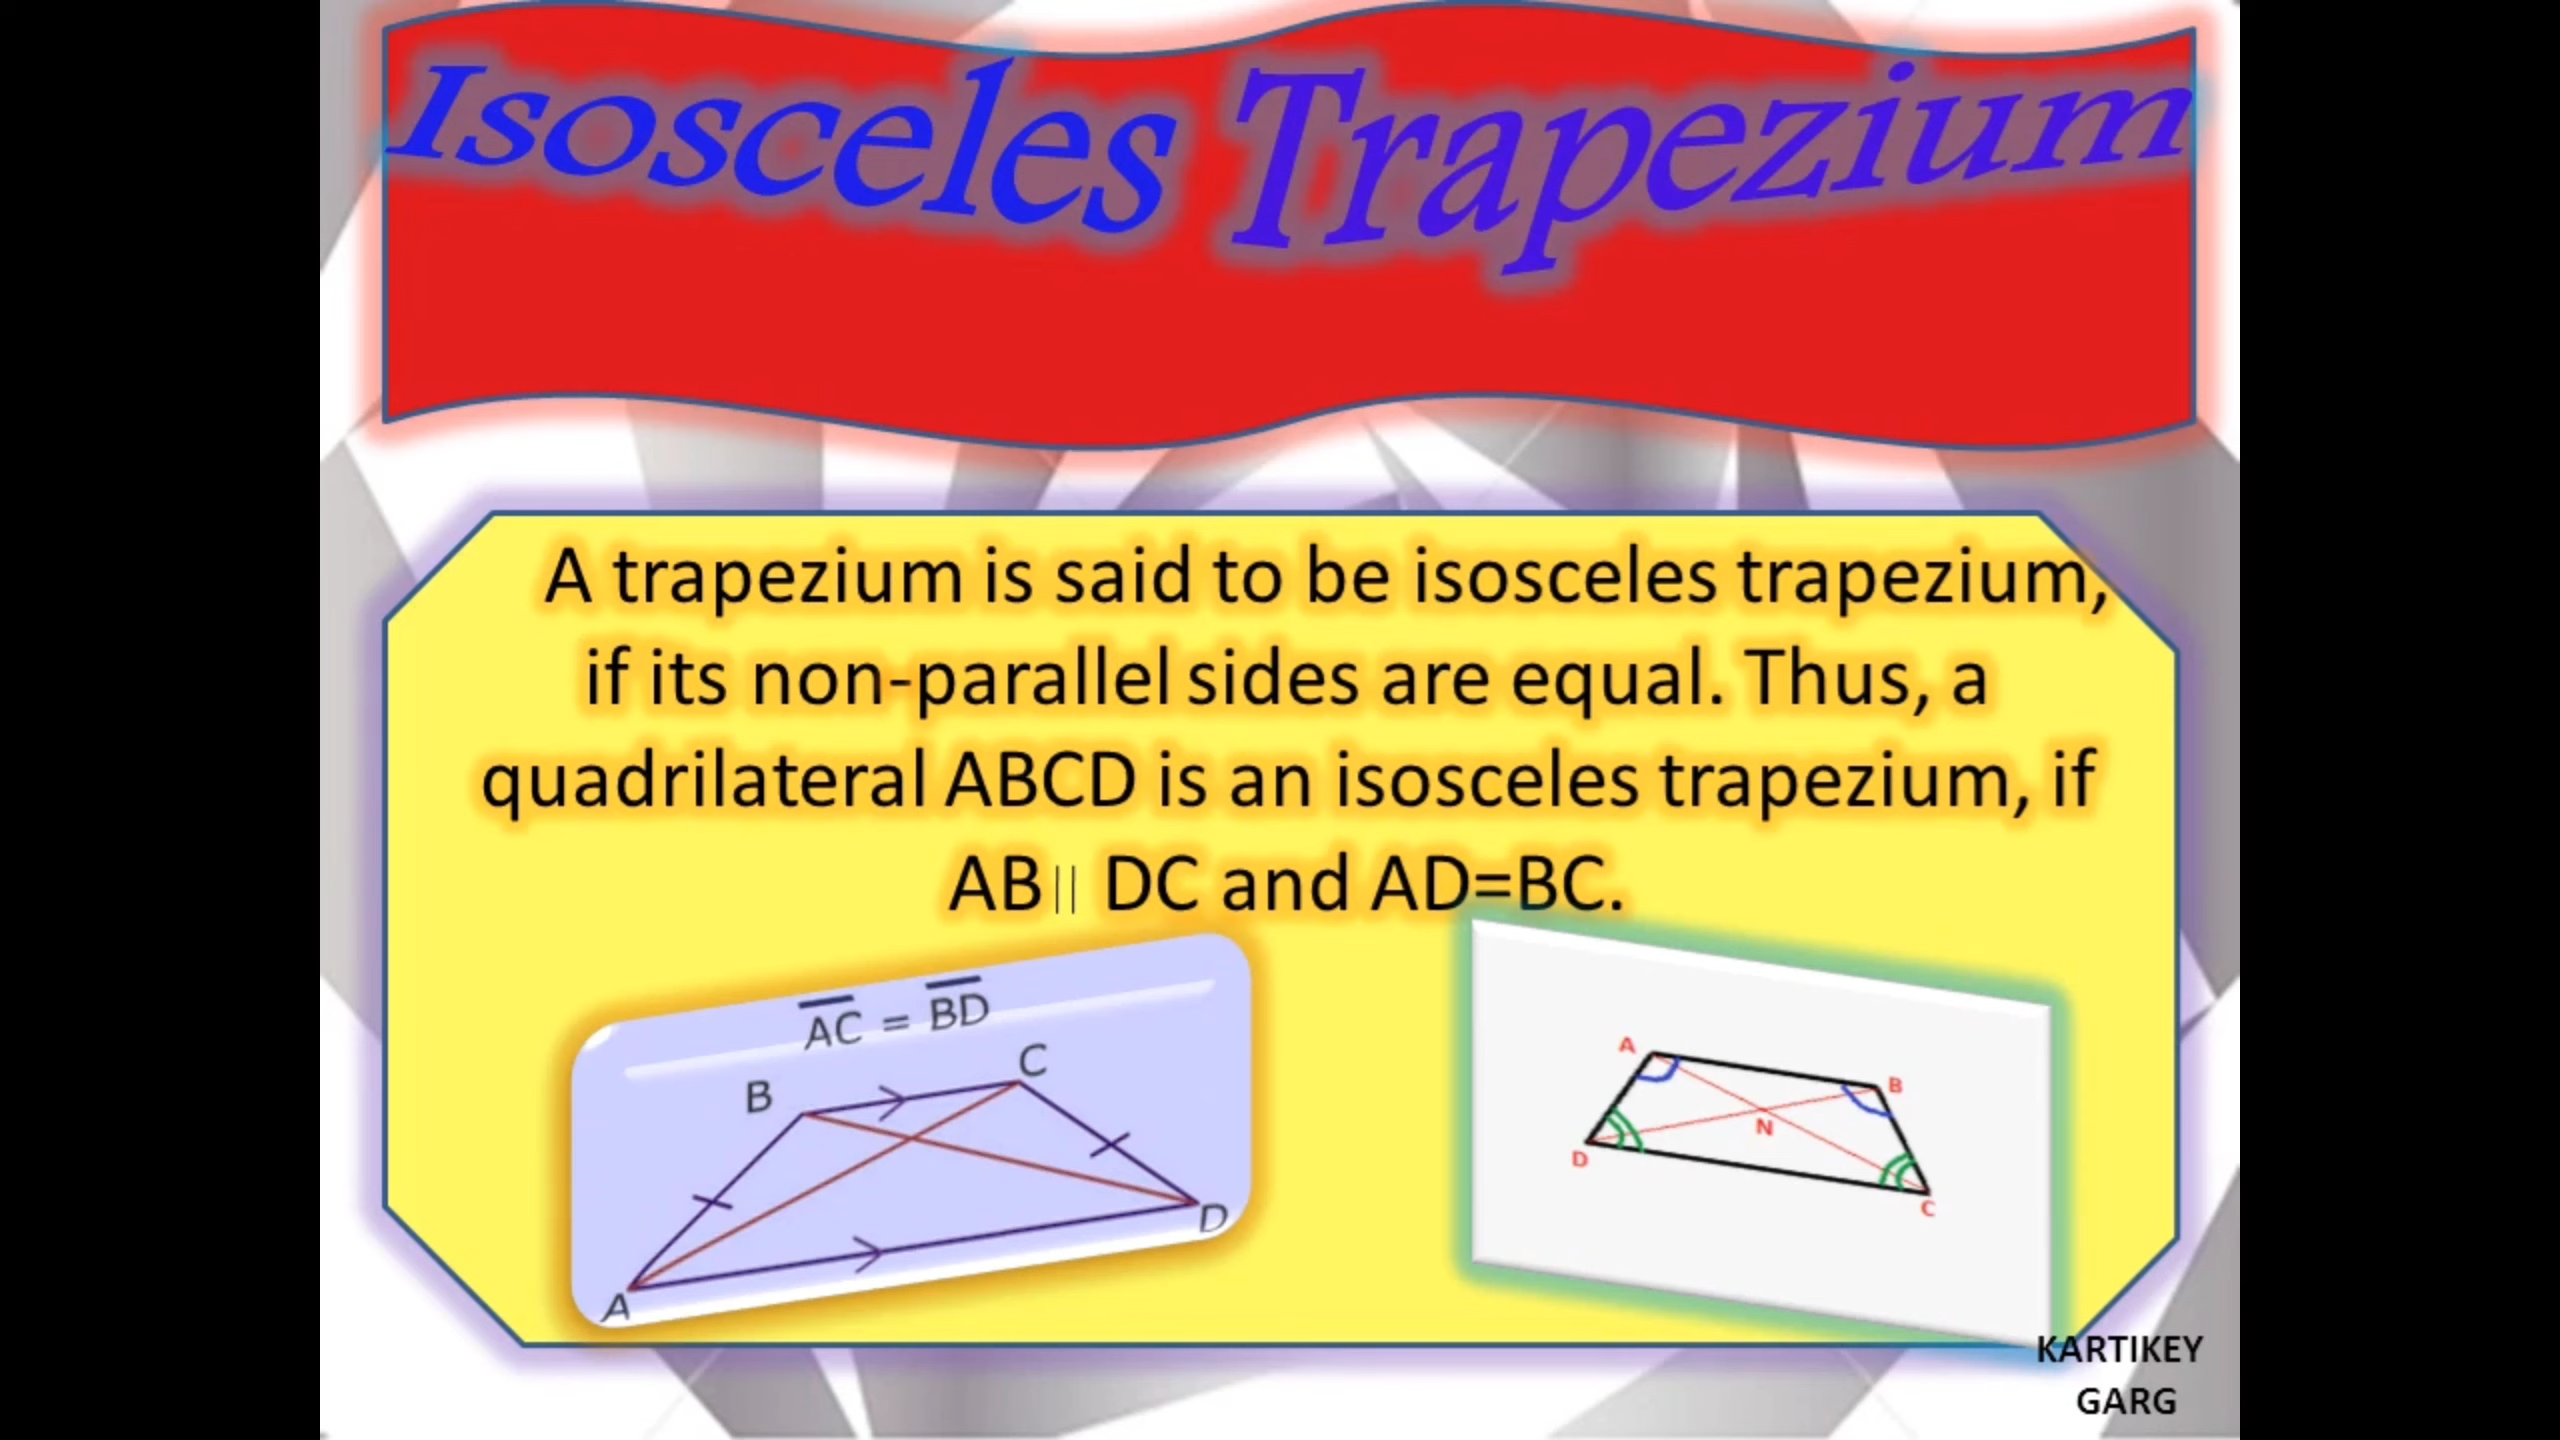 Isosceles Trapezium
A trapezium is said to be isosceles trapezium,
if its non-parallel sides are equal. Thus, a
quadrilateral ABCD is an isosceles trapezium, if
AB|| DC and AD=BC.
AC = BD
B
C
A
D
A
B
N
D
C
KARTIKEY
GARG